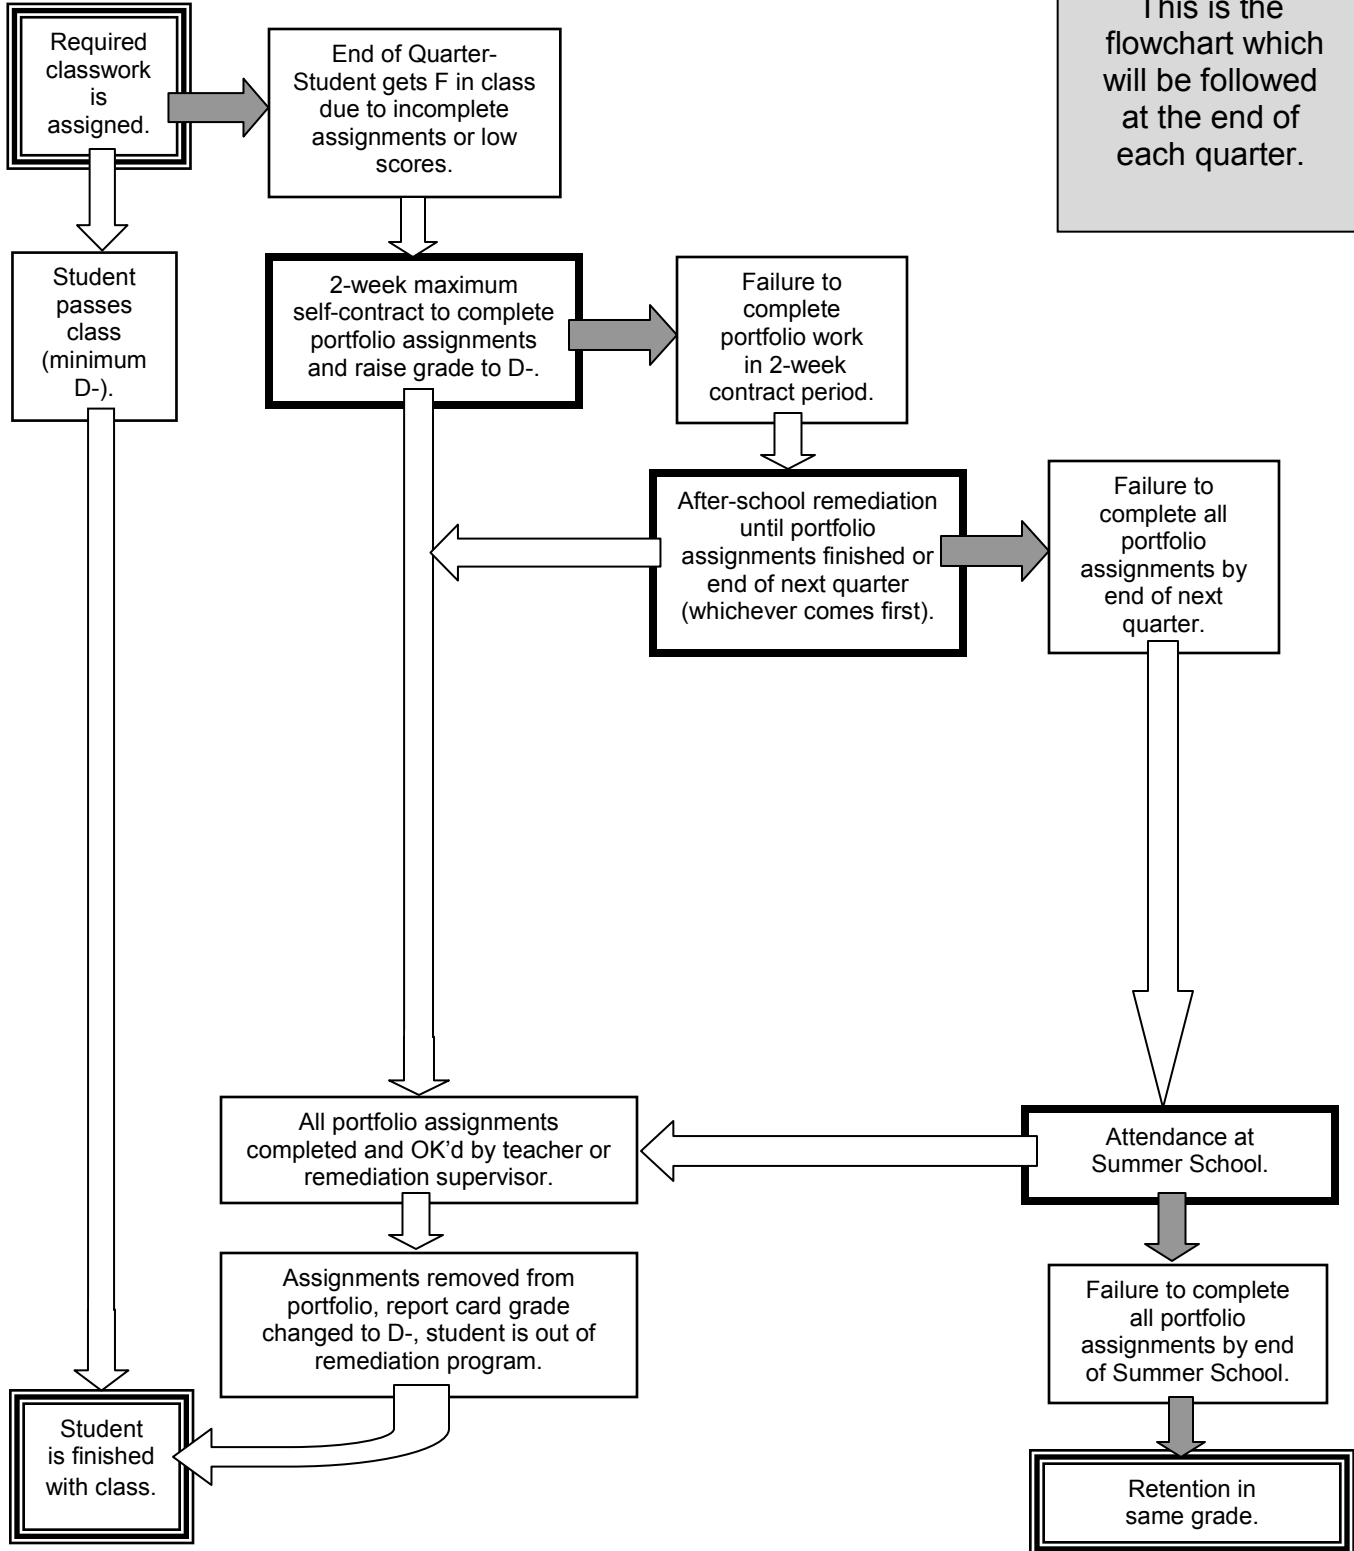 Required
classwork
is
assigned.
End of Quarter-
Student gets F in class
due to incomplete
assignments or low
scores.
This is the
flowchart which
will be followed
at the end of
each quarter.
Student
passes
class
(minimum
D-).
2-week maximum
self-contract to complete
portfolio assignments
and raise grade to D-.
Failure to
complete
portfolio work
in 2-week
contract period.
After-school remediation
until portfolio
assignments finished or
end of next quarter
(whichever comes first).
Failure to
complete all
portfolio
assignments by
end of next
quarter.
All portfolio assignments
completed and OK’d by teacher or
remediation supervisor.
Attendance at
Summer School.
Assignments removed from
portfolio, report card grade
changed to D-, student is out of
remediation program.
Failure to complete
all portfolio
assignments by end
of Summer School.
Student
is finished
with class.
Retention in
same grade.